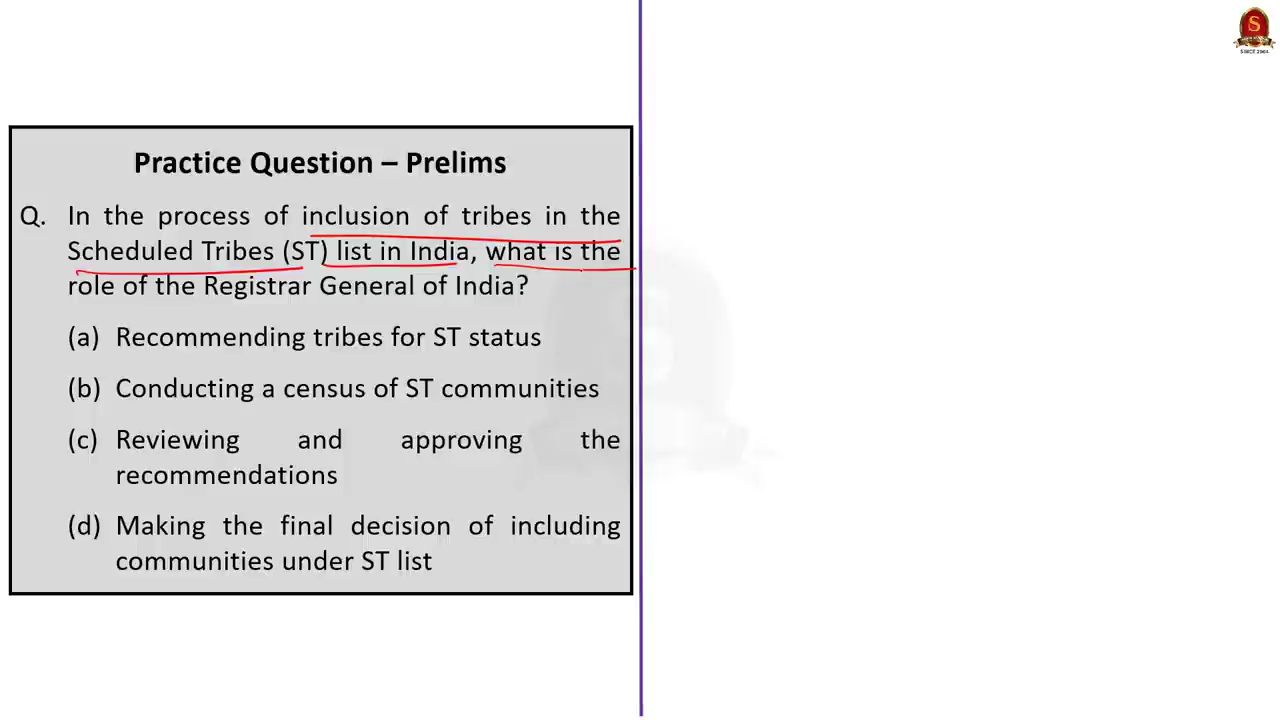 S
SINCE 2004
Practice Question – Prelims
Q. In the process of inclusion of tribes in the
Scheduled Tribes (ST) list in India, what is the
role of the Registrar General of India?
(a) Recommending tribes for ST status
(b) Conducting a census of ST communities
(c) Reviewing and approving the
recommendations
(d) Making the final decision of including
communities under ST list